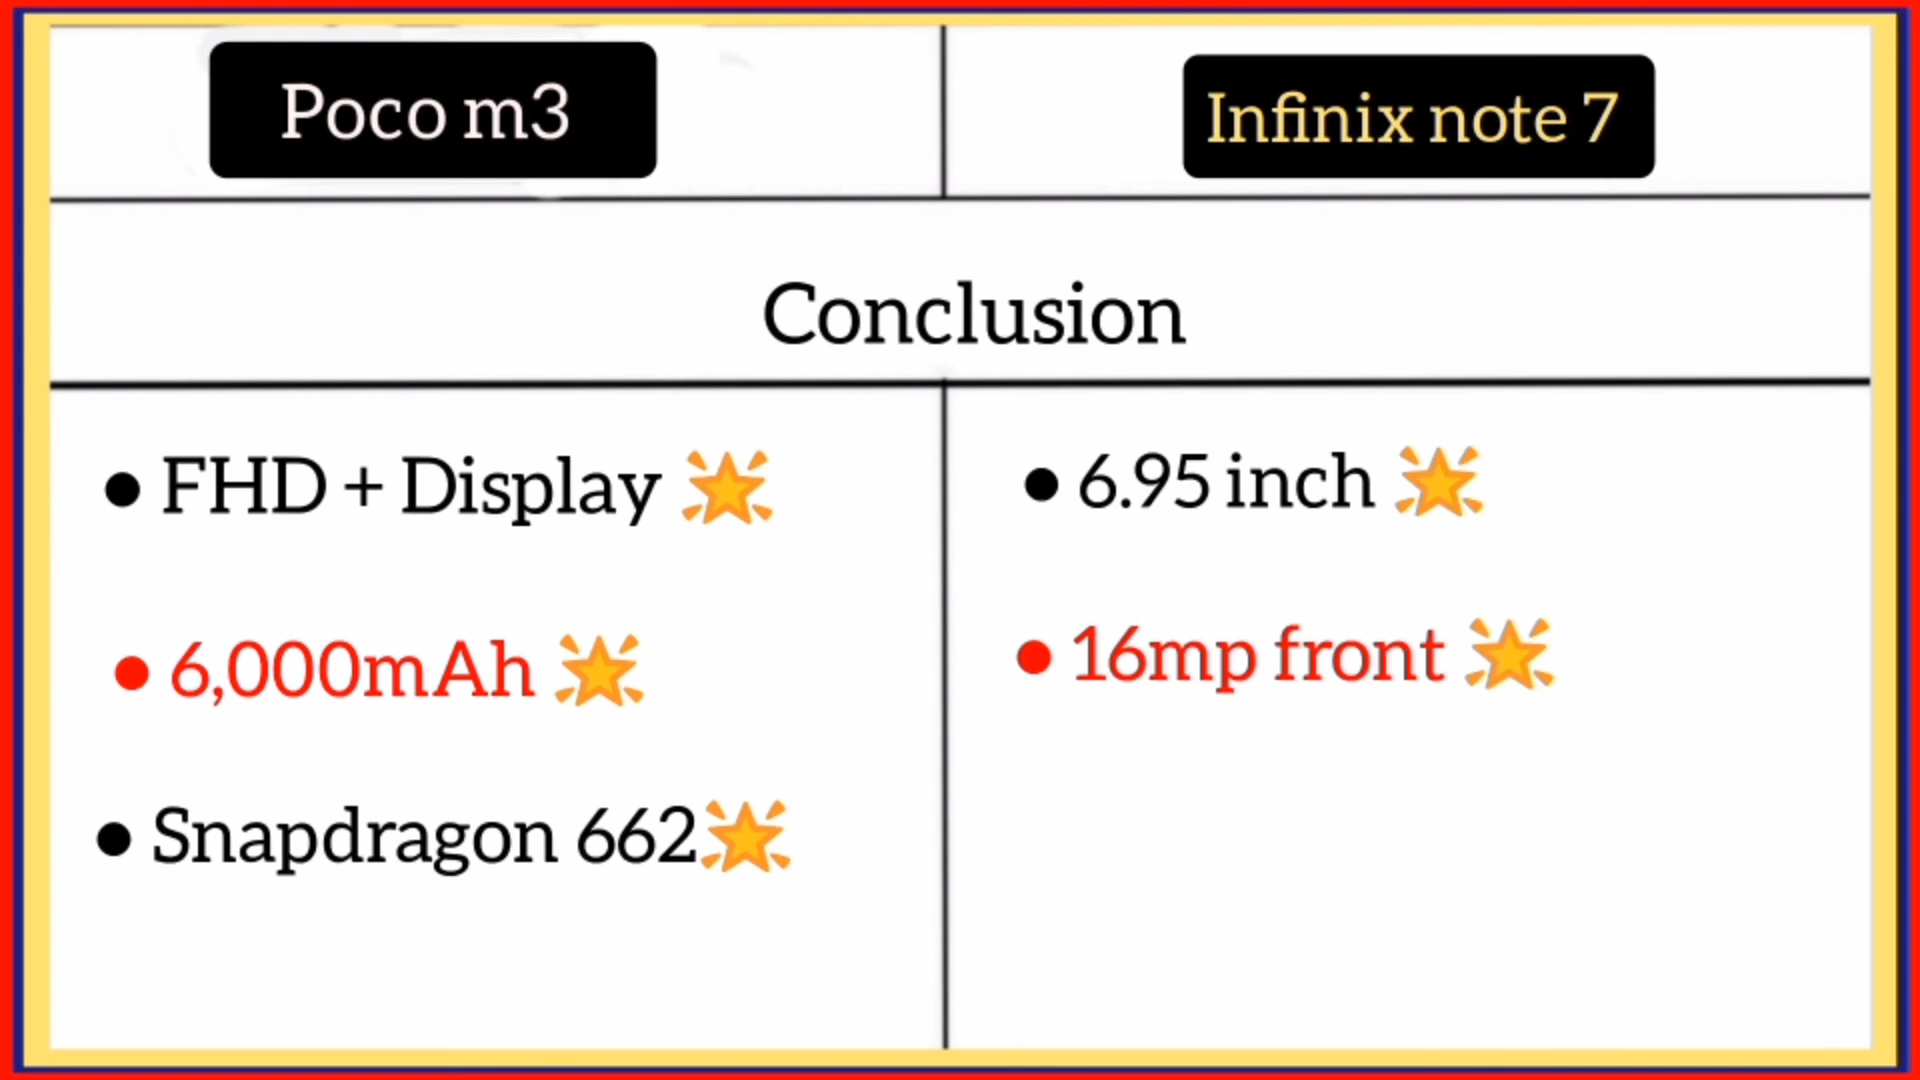 Poco m3
Infinix note 7
Conclusion
● FHD + Display 🌟
● 6,000mAh 🌟
● Snapdragon 662🌟
● 6.95 inch 🌟
● 16mp front 🌟